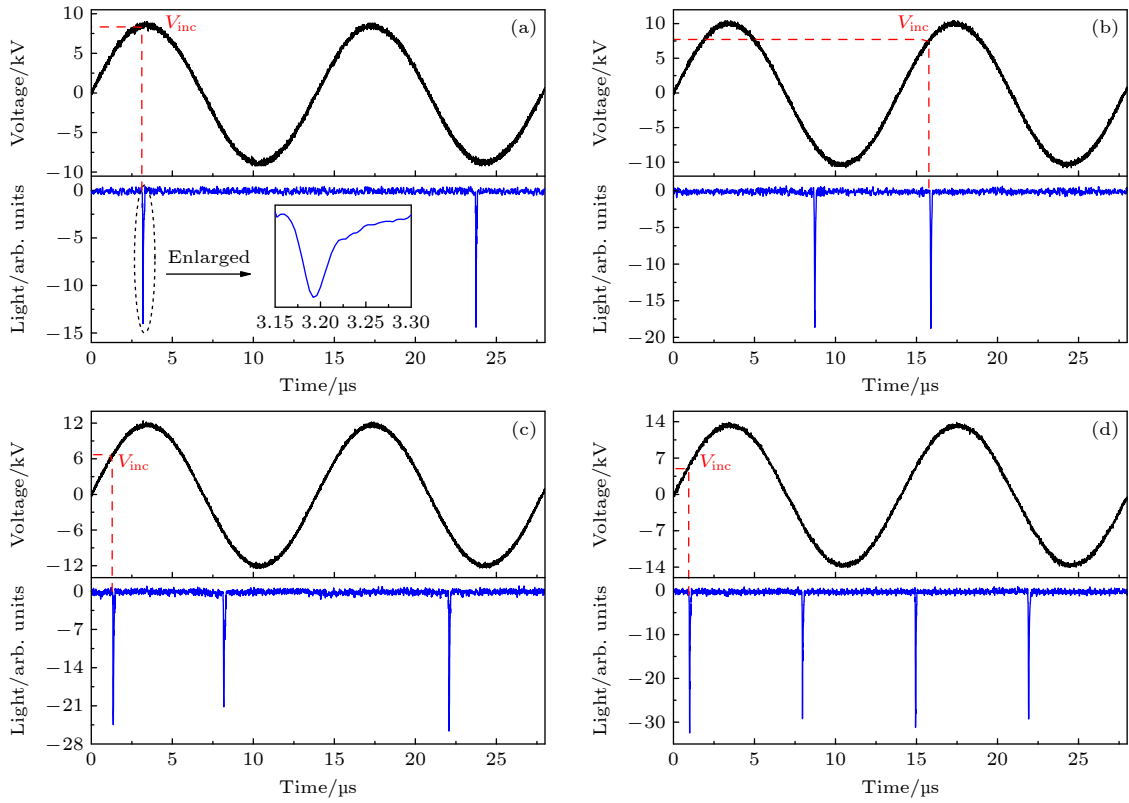 (a)
V_inc
Voltage/kV
10
5
0
−5
−10
Light/arb. units
0
−5
−10
−15
Enlarged
3.15 3.20 3.25 3.30
0 5 10 15 20 25
Time/µs
(b)
V_inc
Voltage/kV
10
5
0
−5
−10
Light/arb. units
0
−5
−10
−15
−20
0 5 10 15 20 25
Time/µs
(c)
V_inc
Voltage/kV
12
6
0
−6
−12
Light/arb. units
0
−7
−14
−21
−28
0 5 10 15 20 25
Time/µs
(d)
V_inc
Voltage/kV
14
7
0
−7
−14
Light/arb. units
0
−10
−20
−30
0 5 10 15 20 25
Time/µs